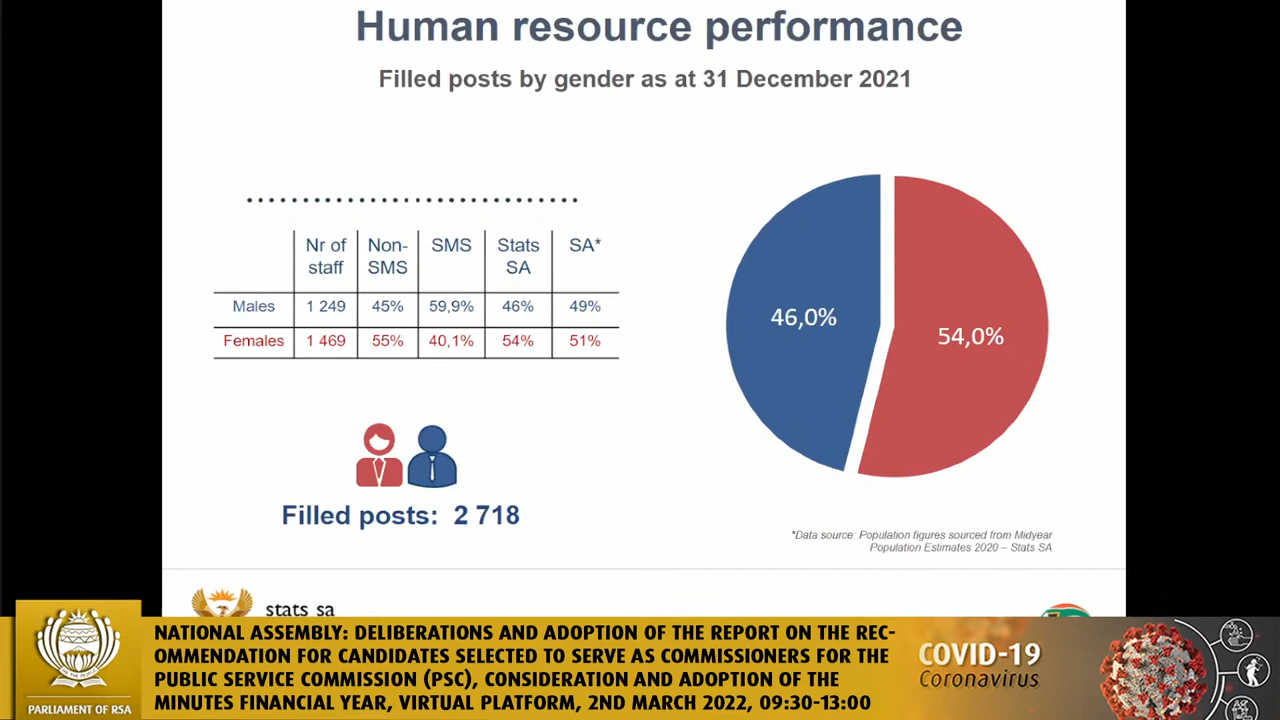 Human resource performance
Filled posts by gender as at 31 December 2021
Nr of staff Non-SMS SMS Stats SA SA*
Males 1 249 45% 59,9% 46% 49%
Females 1 469 55% 40,1% 54% 51%
46,0%
54,0%
Filled posts: 2 718
*Data source: Population figures sourced from Midyear
Population Estimates 2020 – Stats SA
stats sa
NATIONAL ASSEMBLY: DELIBERATIONS AND ADOPTION OF THE REPORT ON THE REC-
OMMENDATION FOR CANDIDATES SELECTED TO SERVE AS COMMISSIONERS FOR THE
PUBLIC SERVICE COMMISSION (PSC), CONSIDERATION AND ADOPTION OF THE
MINUTES FINANCIAL YEAR, VIRTUAL PLATFORM, 2ND MARCH 2022, 09:30-13:00
PARLIAMENT OF RSA
COVID-19
Coronavirus